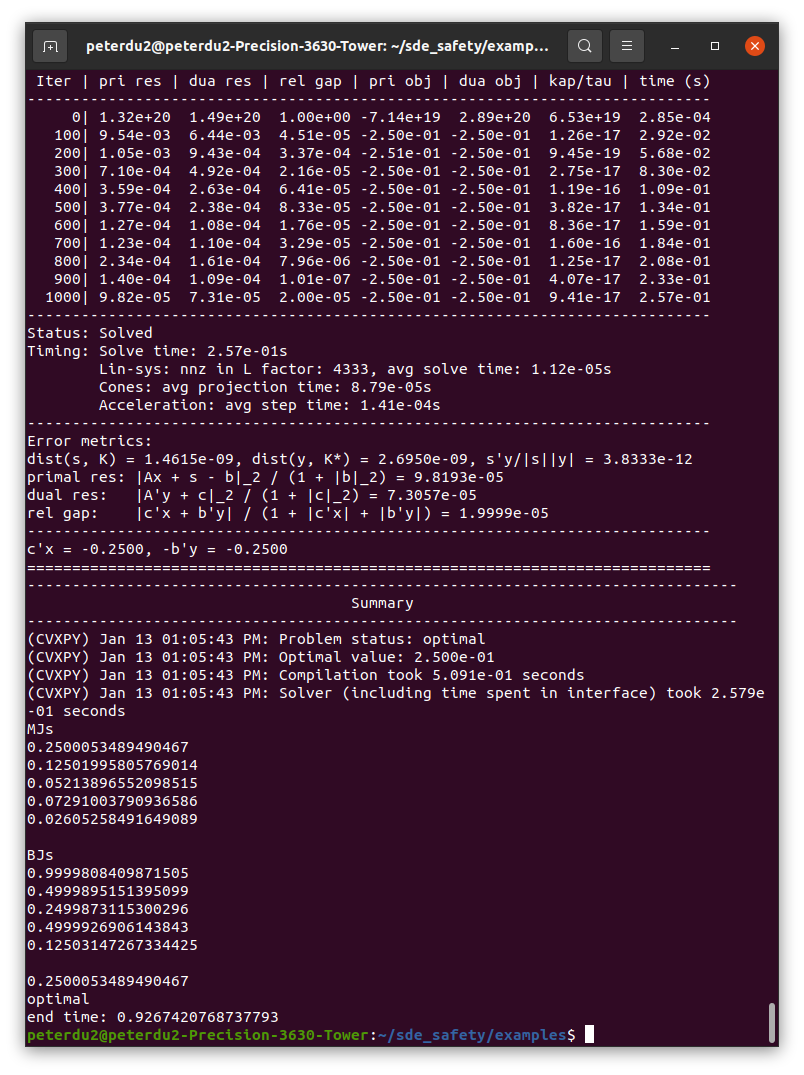 peterdu2@peterdu2-Precision-3630-Tower: ~/sde_safety/examp...
Iter | pri res | dua res | rel gap | pri obj | dua obj | kap/tau | time (s)
----------------------------------------------------------------------------
0| 1.32e+20 1.49e+20 1.00e+00 -7.14e+19 2.89e+20 6.53e+19 2.85e-04
100| 9.54e-03 6.44e-03 4.51e-05 -2.50e-01 -2.50e-01 1.26e-17 2.92e-02
200| 1.05e-03 9.43e-04 3.37e-04 -2.51e-01 -2.50e-01 9.45e-19 5.68e-02
300| 7.10e-04 4.92e-04 2.16e-05 -2.50e-01 -2.50e-01 2.75e-17 8.30e-02
400| 3.59e-04 2.63e-04 6.41e-05 -2.50e-01 -2.50e-01 1.19e-16 1.09e-01
500| 3.77e-04 2.38e-04 8.33e-05 -2.50e-01 -2.50e-01 3.82e-17 1.34e-01
600| 1.27e-04 1.08e-04 1.76e-05 -2.50e-01 -2.50e-01 8.36e-17 1.59e-01
700| 1.23e-04 1.10e-04 3.29e-05 -2.50e-01 -2.50e-01 1.60e-16 1.84e-01
800| 2.34e-04 1.61e-04 7.96e-06 -2.50e-01 -2.50e-01 1.25e-17 2.08e-01
900| 1.40e-04 1.09e-04 1.01e-07 -2.50e-01 -2.50e-01 4.07e-17 2.33e-01
1000| 9.82e-05 7.31e-05 2.00e-05 -2.50e-01 -2.50e-01 9.41e-17 2.57e-01
----------------------------------------------------------------------------
Status: Solved
Timing: Solve time: 2.57e-01s
Lin-sys: nnz in L factor: 4333, avg solve time: 1.12e-05s
Cones: avg projection time: 8.79e-05s
Acceleration: avg step time: 1.41e-04s
----------------------------------------------------------------------------
Error metrics:
dist(s, K) = 1.4615e-09, dist(y, K*) = 2.6950e-09, s'y/|s||y| = 3.8333e-12
primal res: |Ax + s - b|_2 / (1 + |b|_2) = 9.8193e-05
dual res: |A'y + c|_2 / (1 + |c|_2) = 7.3057e-05
rel gap: |c'x + b'y| / (1 + |c'x| + |b'y|) = 1.9999e-05
----------------------------------------------------------------------------
c'x = -0.2500, -b'y = -0.2500
============================================================================
-------------------------------------------------------------------------------
Summary
-------------------------------------------------------------------------------
(CVXPY) Jan 13 01:05:43 PM: Problem status: optimal
(CVXPY) Jan 13 01:05:43 PM: Optimal value: 2.500e-01
(CVXPY) Jan 13 01:05:43 PM: Compilation took 5.091e-01 seconds
(CVXPY) Jan 13 01:05:43 PM: Solver (including time spent in interface) took 2.579e
-01 seconds
MJs
0.2500053489490467
0.12501995805769014
0.05213896552098515
0.07291003790936586
0.02605258491649089
BJs
0.9999808409871505
0.4999895151395099
0.2499873115300296
0.4999926906143843
0.12503147267334425
0.2500053489490467
optimal
end time: 0.9267420768737793
peterdu2@peterdu2-Precision-3630-Tower:~/sde_safety/examples$